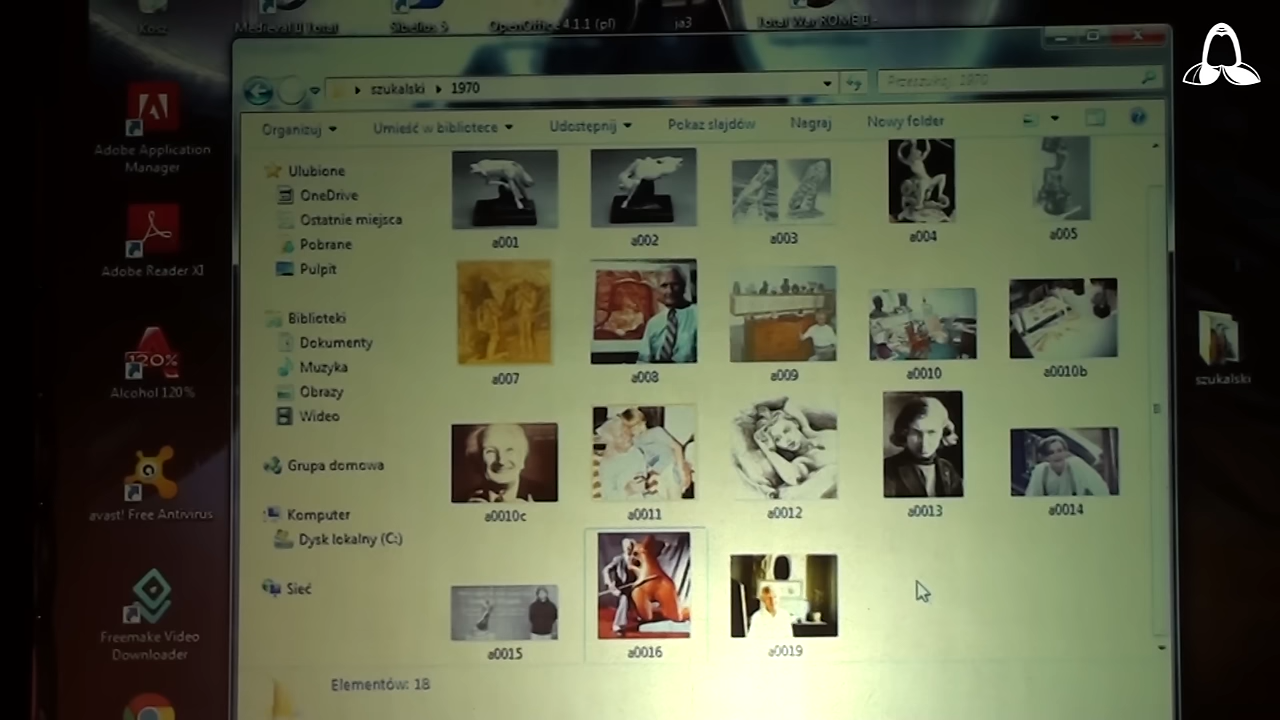 Kosz
Medieval II Total
Sibelius 5
OpenOffice 4.1.1 (pl)
ja3
Total War ROME II -
szukalski 1970
Przeszukaj: 1970
Organizuj
Umieść w bibliotece
Udostępnij
Pokaz slajdów
Nagraj
Nowy folder
Adobe Application
Manager
Adobe Reader XI
120%
Alcohol 120%
avast! Free Antivirus
Freemake Video
Downloader
Ulubione
OneDrive
Ostatnie miejsca
Pobrane
Pulpit
Biblioteki
Dokumenty
Muzyka
Obrazy
Wideo
Grupa domowa
Komputer
Dysk lokalny (C:)
Sieć
a001
a002
a003
a004
a005
a007
a008
a009
a0010
a0010b
a0010c
a0011
a0012
a0013
a0014
a0015
a0016
a0019
szukalski
Elementów: 18